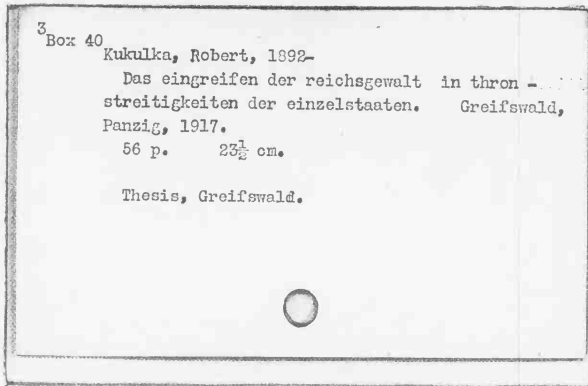 3
Box 40
Kukulka, Robert, 1892-
Das eingreifen der reichsgewalt in thron -
streitigkeiten der einzelstaaten. Greifswald,
Panzig, 1917.
56 p. 23½ cm.
Thesis, Greifswald.